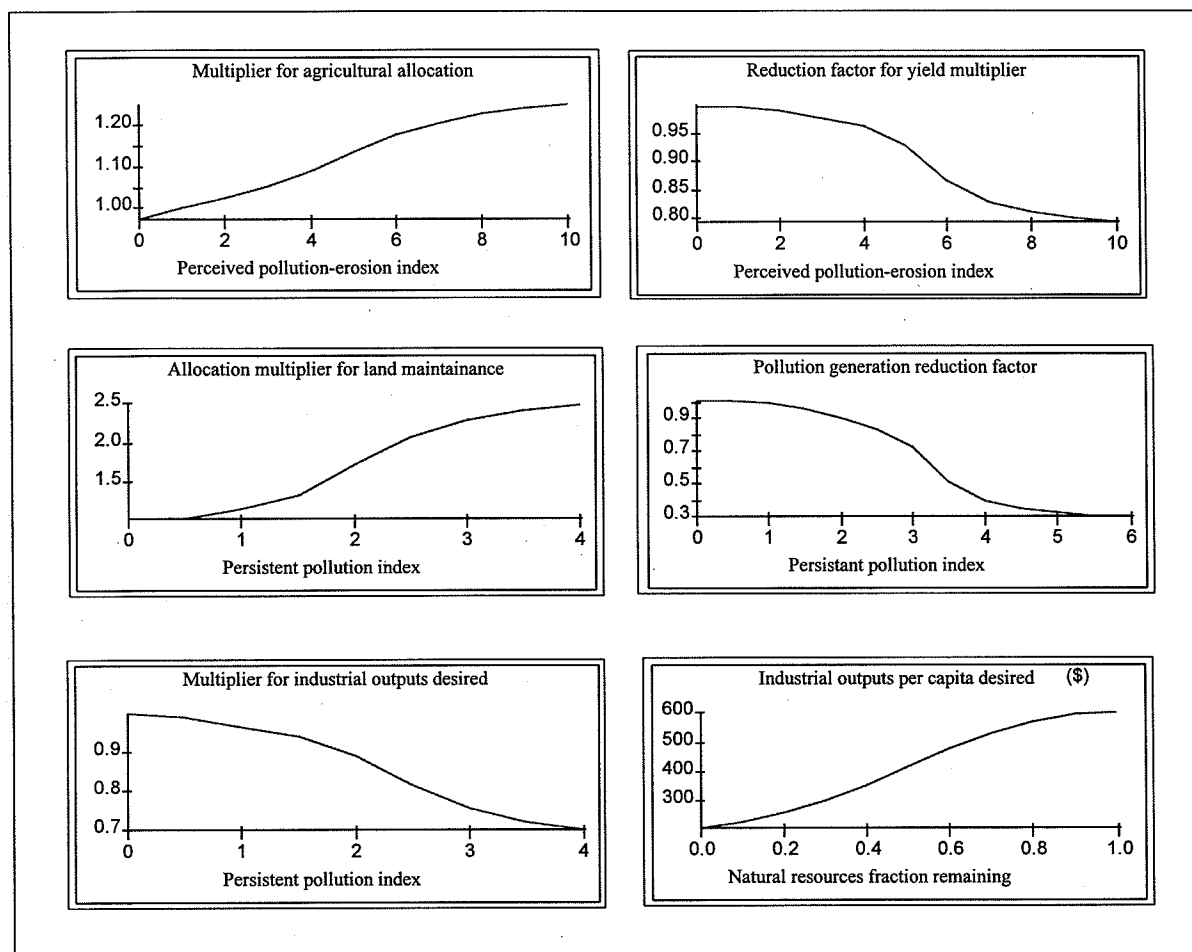 Multiplier for agricultural allocation
1.20
1.10
1.00
0 2 4 6 8 10
Perceived pollution-erosion index
Reduction factor for yield multiplier
0.95
0.90
0.85
0.80
0 2 4 6 8 10
Perceived pollution-erosion index
Allocation multiplier for land maintainance
2.5
2.0
1.5
0 1 2 3 4
Persistent pollution index
Pollution generation reduction factor
0.9
0.7
0.5
0.3
0 1 2 3 4 5 6
Persistant pollution index
Multiplier for industrial outputs desired
0.9
0.8
0.7
0 1 2 3 4
Persistent pollution index
Industrial outputs per capita desired ($)
600
500
400
300
0.0 0.2 0.4 0.6 0.8 1.0
Natural resources fraction remaining